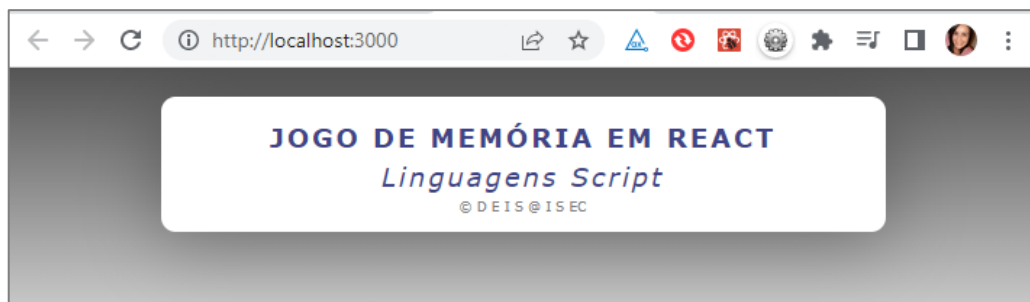 http://localhost:3000
JOGO DE MEMÓRIA EM REACT
Linguagens Script
©DEIS@ISEC